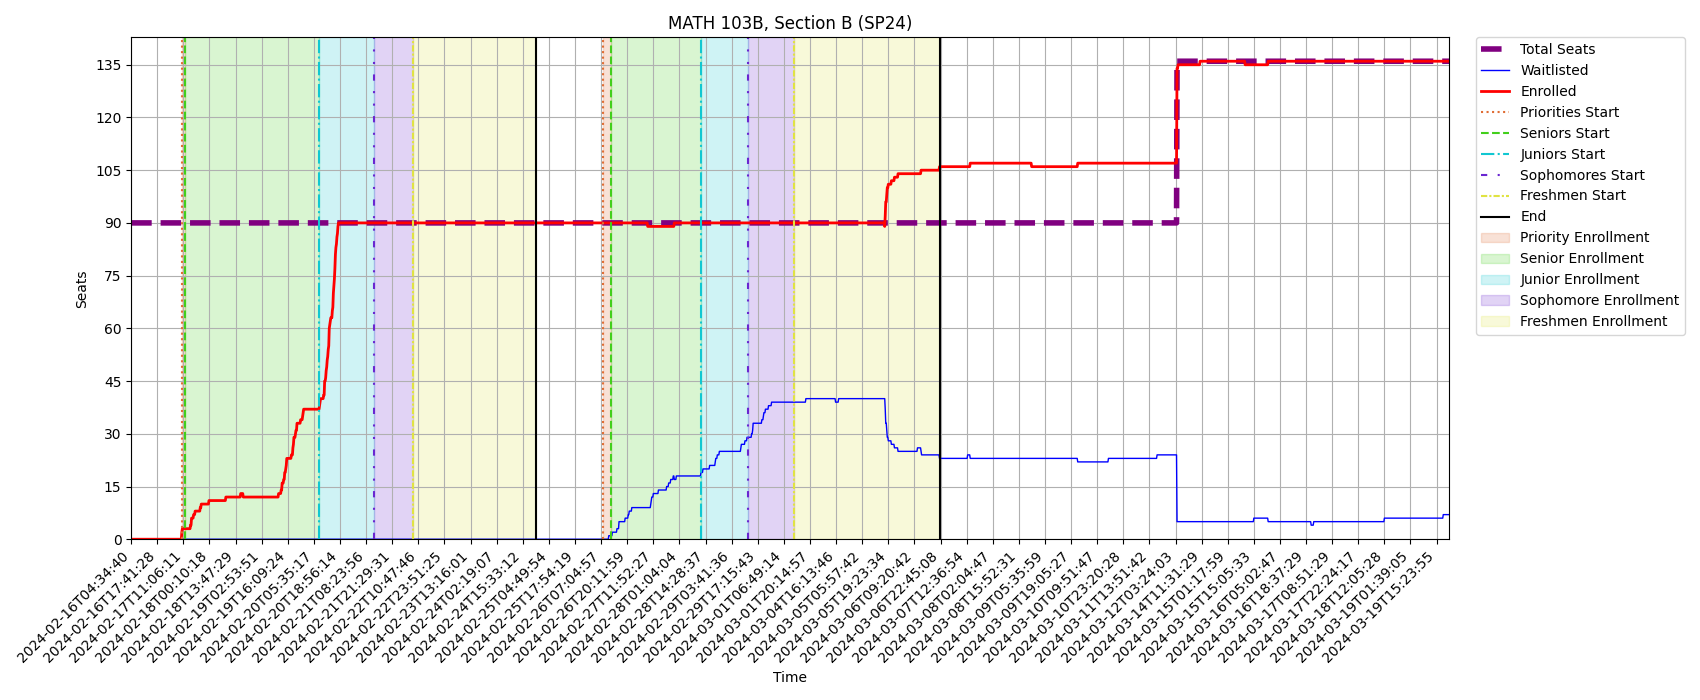 MATH 103B, Section B (SP24)
Seats
135
120
105
90
75
60
45
30
15
0
2024-02-16T04:34:40
2024-02-16T17:41:28
2024-02-17T11:06:11
2024-02-18T00:10:18
2024-02-18T13:47:29
2024-02-19T02:53:51
2024-02-19T16:09:24
2024-02-20T05:35:17
2024-02-20T18:56:14
2024-02-21T08:23:56
2024-02-21T21:29:31
2024-02-22T10:47:46
2024-02-22T23:51:25
2024-02-23T13:16:01
2024-02-24T02:19:07
2024-02-24T15:33:12
2024-02-25T04:49:54
2024-02-25T17:54:19
2024-02-26T07:04:57
2024-02-26T20:11:59
2024-02-27T11:52:27
2024-02-28T01:04:04
2024-02-28T14:28:37
2024-02-29T03:41:36
2024-02-29T17:15:43
2024-03-01T06:49:14
2024-03-01T20:14:57
2024-03-04T16:13:46
2024-03-05T05:57:42
2024-03-05T19:23:34
2024-03-06T09:20:42
2024-03-06T22:45:08
2024-03-07T12:36:54
2024-03-08T02:04:47
2024-03-08T15:52:31
2024-03-09T05:35:59
2024-03-09T19:05:27
2024-03-10T09:51:47
2024-03-10T23:20:28
2024-03-11T13:51:42
2024-03-12T03:24:03
2024-03-14T11:31:29
2024-03-15T01:17:59
2024-03-15T15:05:33
2024-03-16T05:02:47
2024-03-16T18:37:29
2024-03-17T08:51:29
2024-03-17T22:24:17
2024-03-18T12:05:28
2024-03-19T01:39:05
2024-03-19T15:23:55
Time
Total Seats
Waitlisted
Enrolled
Priorities Start
Seniors Start
Juniors Start
Sophomores Start
Freshmen Start
End
Priority Enrollment
Senior Enrollment
Junior Enrollment
Sophomore Enrollment
Freshmen Enrollment